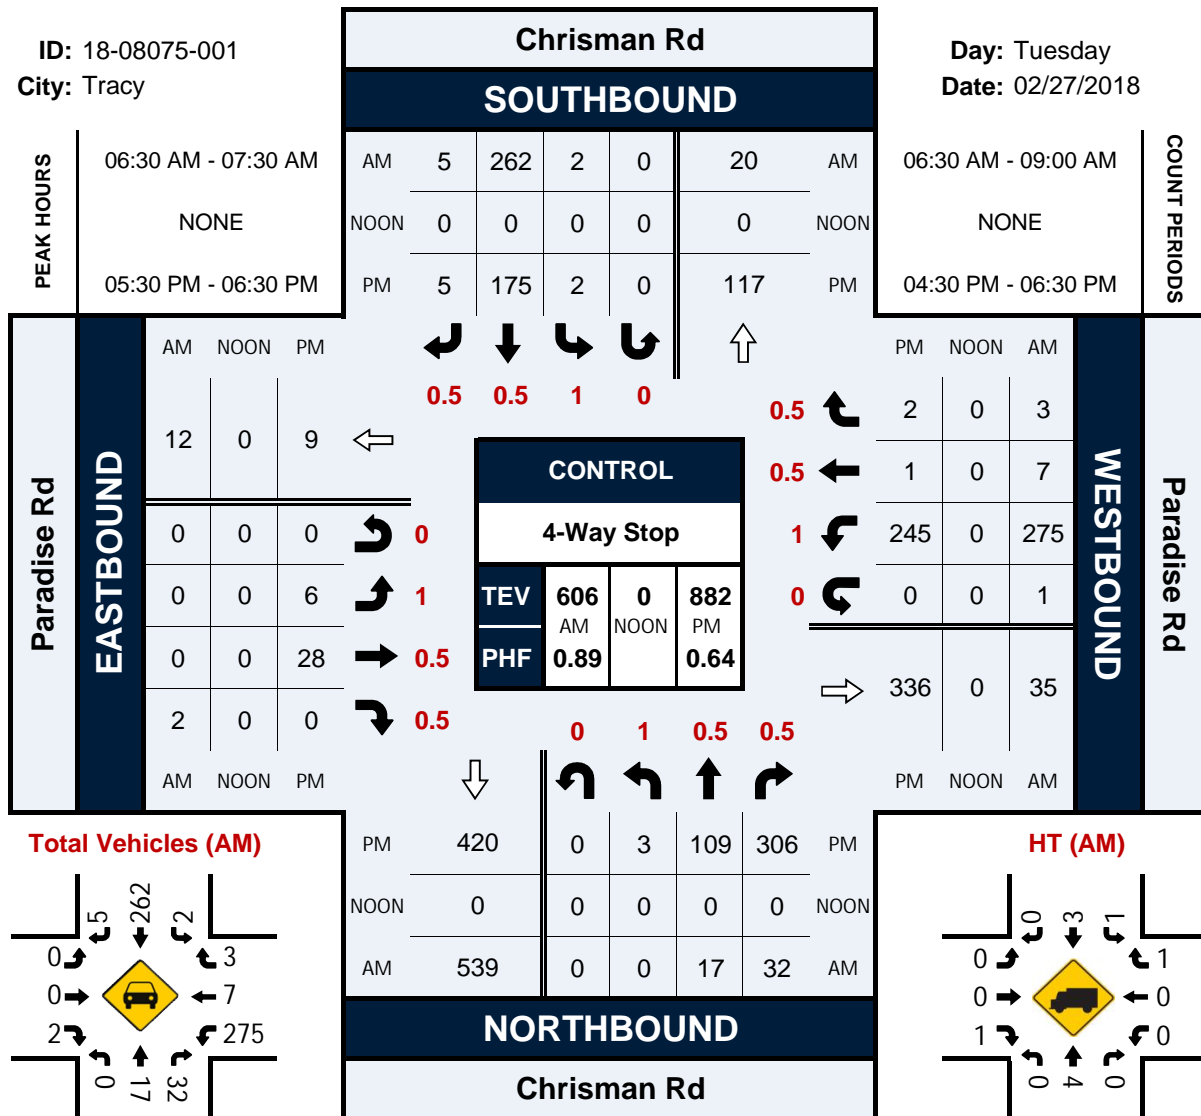 ID: 18-08075-001
City: Tracy
Day: Tuesday
Date: 02/27/2018
Chrisman Rd
SOUTHBOUND
PEAK HOURS
06:30 AM - 07:30 AM
NONE
05:30 PM - 06:30 PM
AM 5 262 2 0 20 AM
NOON 0 0 0 0 0 NOON
PM 5 175 2 0 117 PM
06:30 AM - 09:00 AM
NONE
04:30 PM - 06:30 PM
COUNT PERIODS
0.5 0.5 1 0
Paradise Rd
EASTBOUND
AM NOON PM
12 0 9
0 0 0 0
0 0 6 1
0 0 28 0.5
2 0 0 0.5
AM NOON PM
CONTROL
4-Way Stop
TEV 606 0 882
AM NOON PM
PHF 0.89 0.64
PM NOON AM
0.5 2 0 3
0.5 1 0 7
1 245 0 275
0 0 0 1
336 0 35
PM NOON AM
WESTBOUND
Paradise Rd
0 1 0.5 0.5
PM 420 0 3 109 306 PM
NOON 0 0 0 0 0 NOON
AM 539 0 0 17 32 AM
NORTHBOUND
Chrisman Rd
Total Vehicles (AM)
5 262 2
0 3
0 7
2 275
0 17 32
HT (AM)
0 3 1
0 1
0 0
1 0
0 4 0